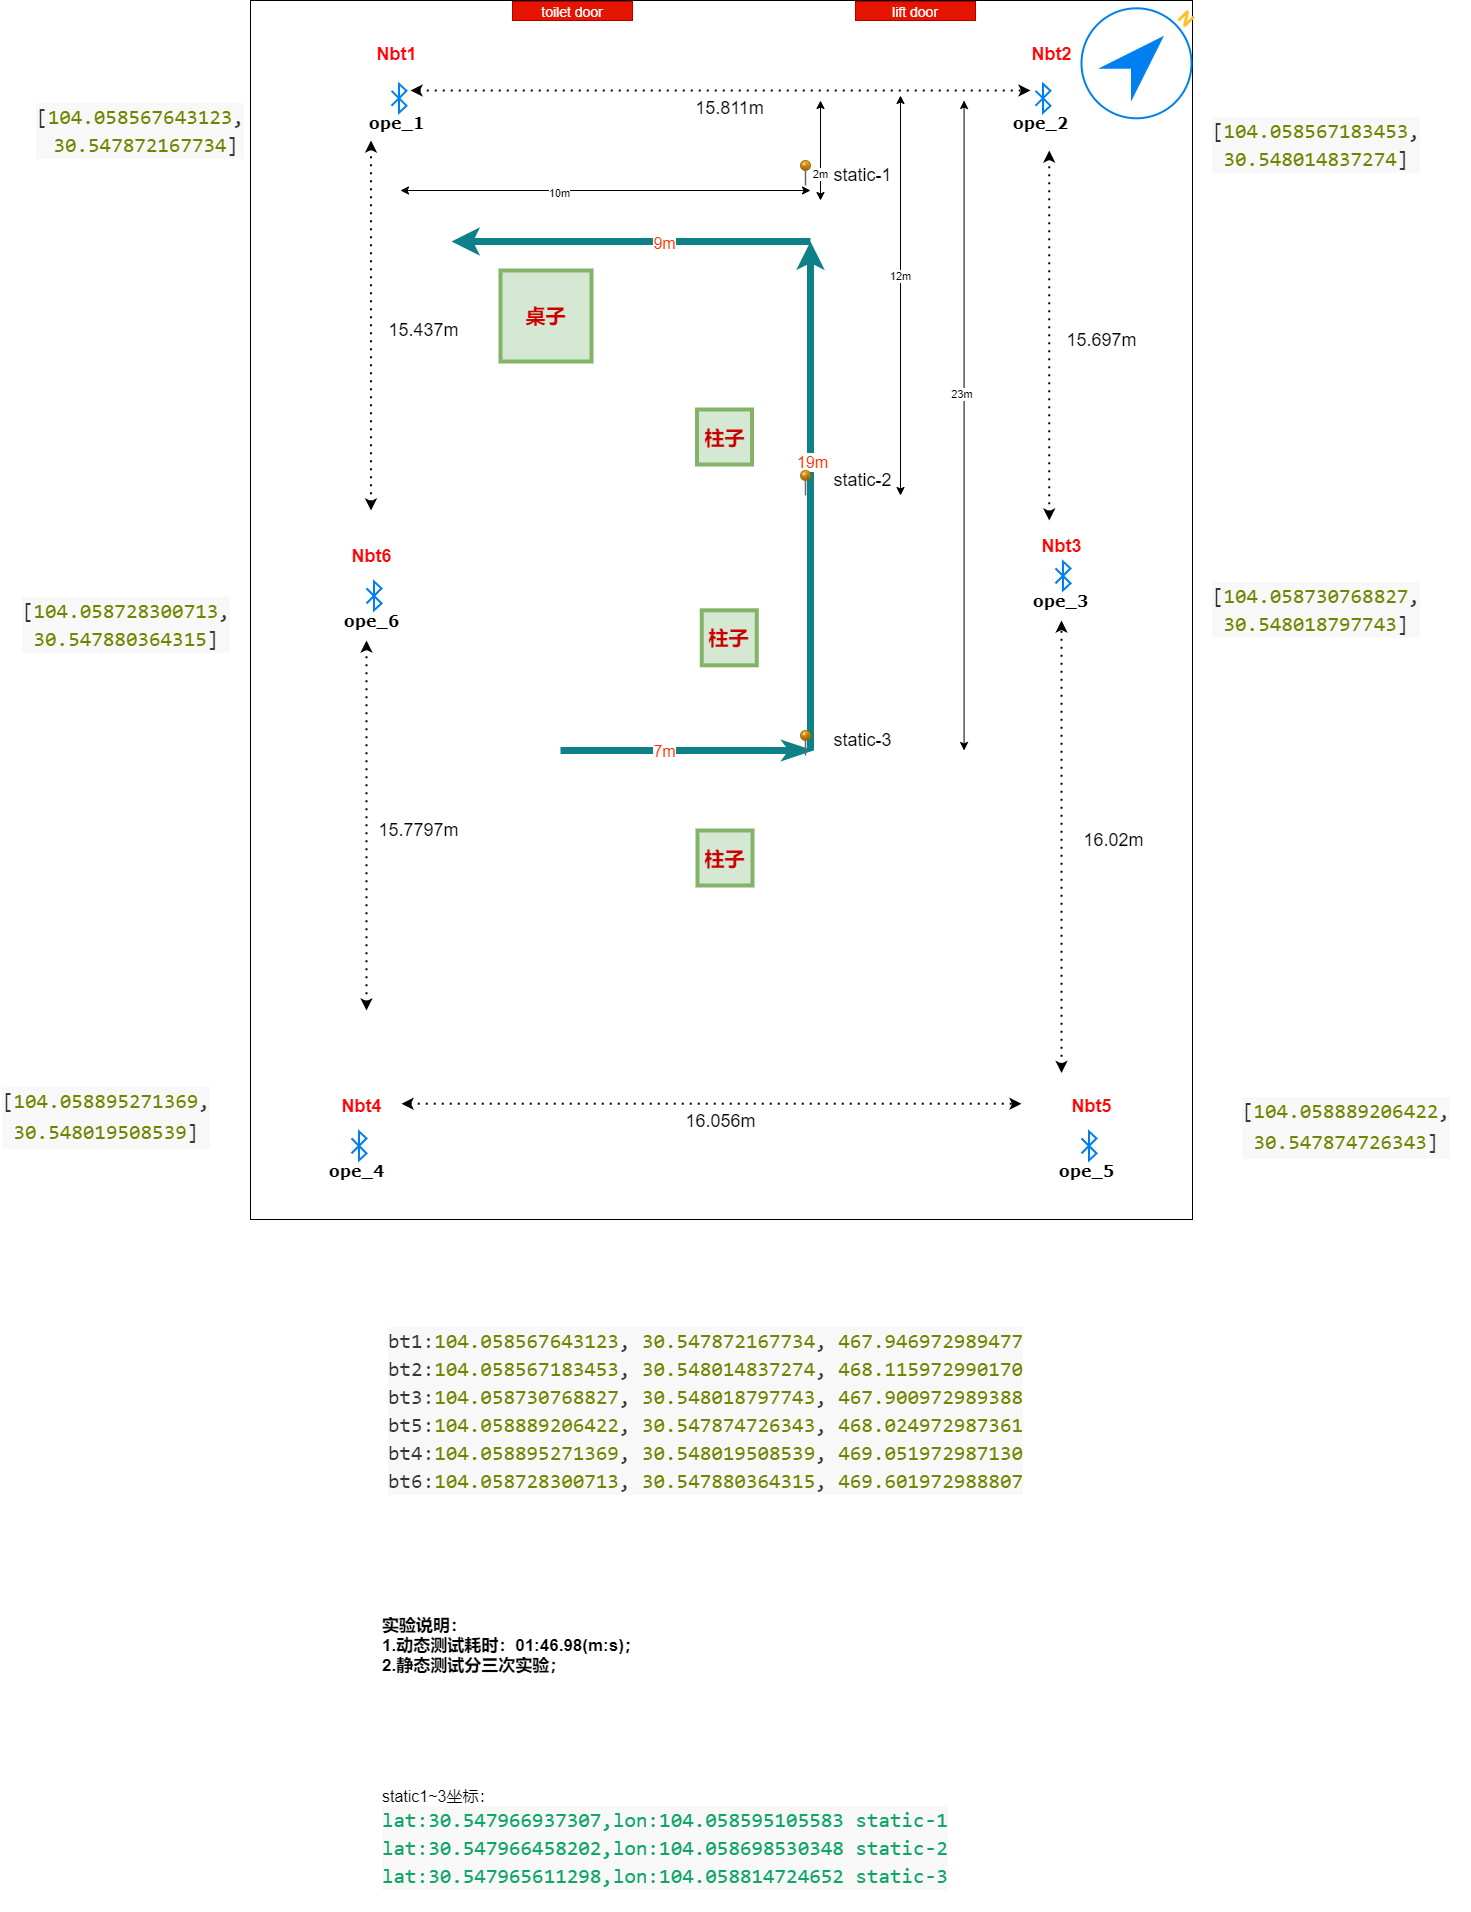 toilet door
lift door
N
Nbt1
Nbt2
15.811m
ope_1
ope_2
[104.058567643123,
30.547872167734]
[104.058567183453,
30.548014837274]
2m
static-1
10m
9m
12m
桌子
15.437m
15.697m
23m
柱子
19m
static-2
Nbt6
Nbt3
ope_6
ope_3
[104.058728300713,
30.547880364315]
[104.058730768827,
30.548018797743]
柱子
static-3
7m
15.7797m
16.02m
柱子
Nbt4
Nbt5
16.056m
ope_4
ope_5
[104.058895271369,
30.548019508539]
[104.058889206422,
30.547874726343]
bt1:104.058567643123, 30.547872167734, 467.946972989477
bt2:104.058567183453, 30.548014837274, 468.115972990170
bt3:104.058730768827, 30.548018797743, 467.900972989388
bt5:104.058889206422, 30.547874726343, 468.024972987361
bt4:104.058895271369, 30.548019508539, 469.051972987130
bt6:104.058728300713, 30.547880364315, 469.601972988807
实验说明：
1.动态测试耗时：01:46.98(m:s)；
2.静态测试分三次实验；
static1~3坐标：
lat:30.547966937307,lon:104.058595105583 static-1
lat:30.547966458202,lon:104.058698530348 static-2
lat:30.547965611298,lon:104.058814724652 static-3